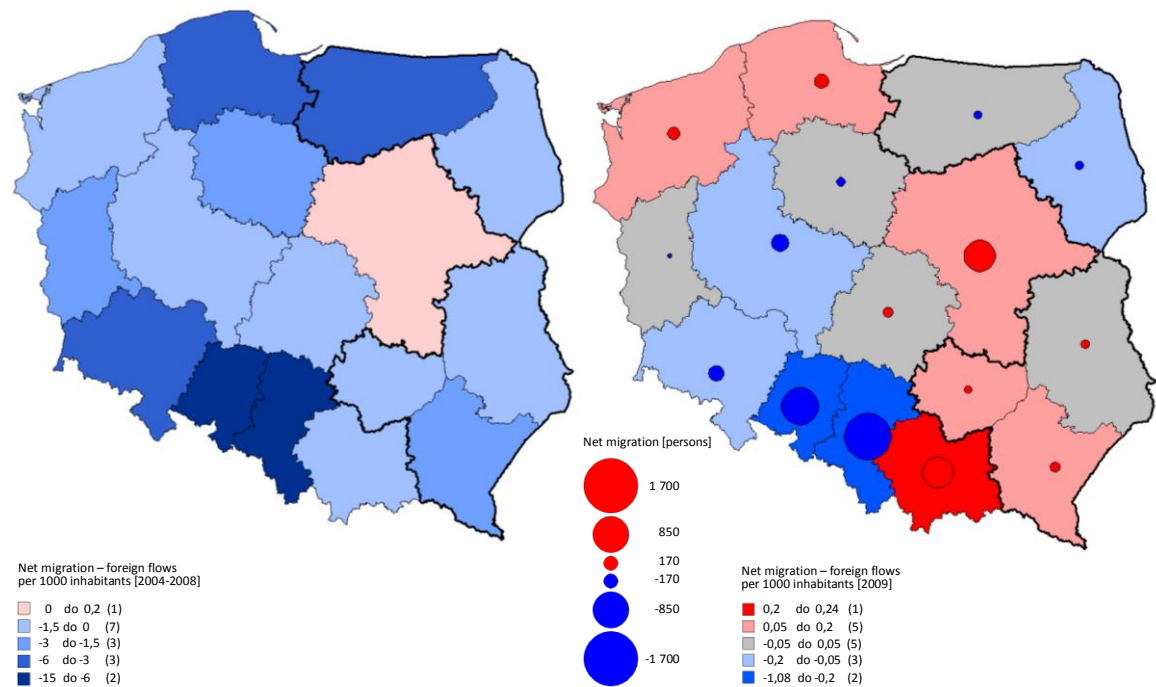 Net migration – foreign flows
per 1000 inhabitants [2004-2008]
0 do 0,2 (1)
-1,5 do 0 (7)
-3 do -1,5 (3)
-6 do -3 (3)
-15 do -6 (2)
Net migration [persons]
1 700
850
170
-170
-850
-1 700
Net migration – foreign flows
per 1000 inhabitants [2009]
0,2 do 0,24 (1)
0,05 do 0,2 (5)
-0,05 do 0,05 (5)
-0,2 do -0,05 (3)
-1,08 do -0,2 (2)